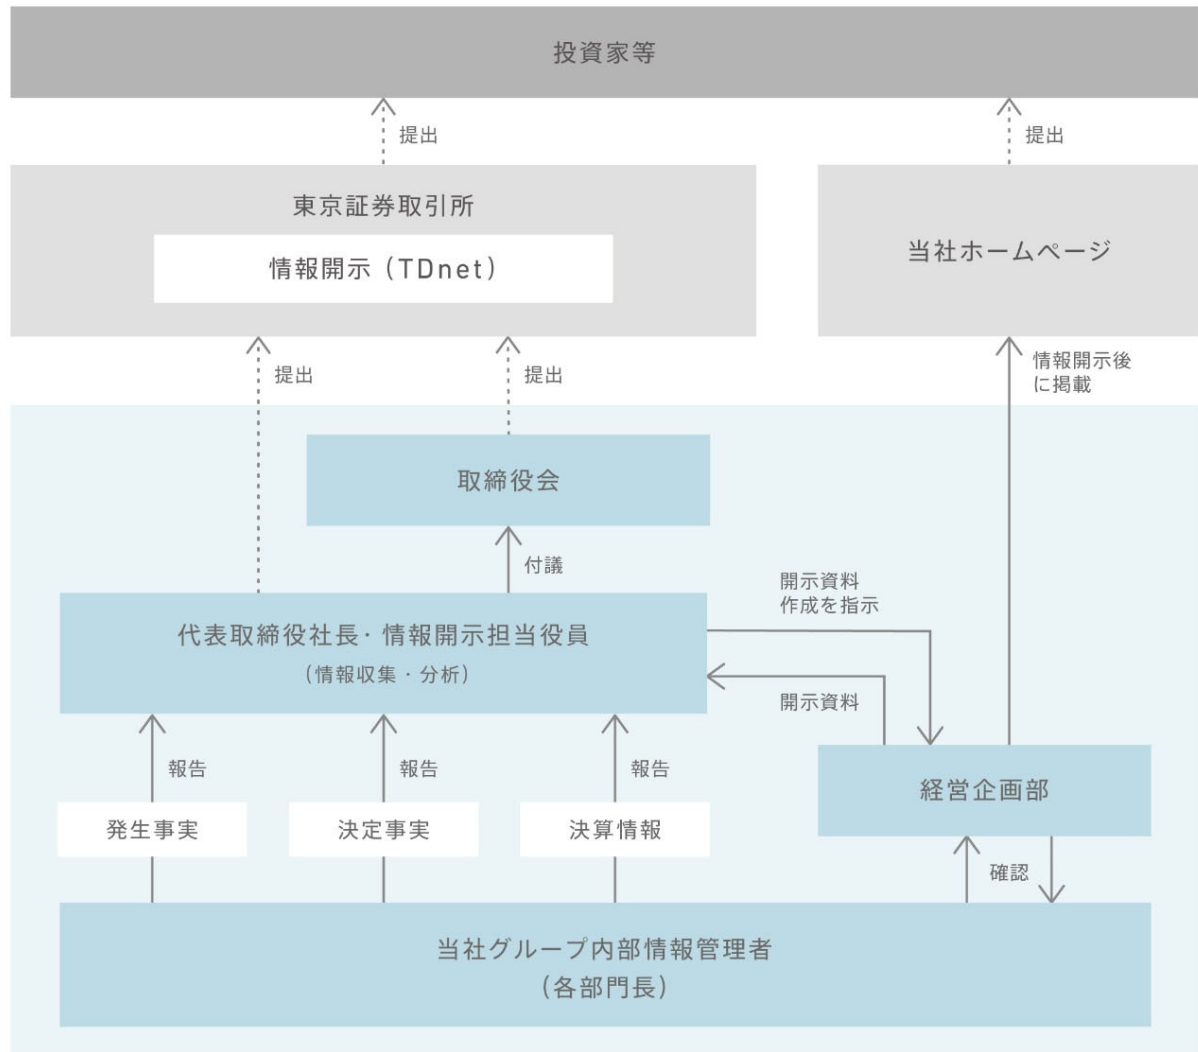 投資家等
提出
提出
東京証券取引所
情報開示（TDnet）
当社ホームページ
提出
提出
情報開示後
に掲載
取締役会
付議
開示資料
作成を指示
代表取締役社長・情報開示担当役員
（情報収集・分析）
開示資料
報告
報告
報告
経営企画部
発生事実
決定事実
決算情報
確認
当社グループ内部情報管理者
（各部門長）